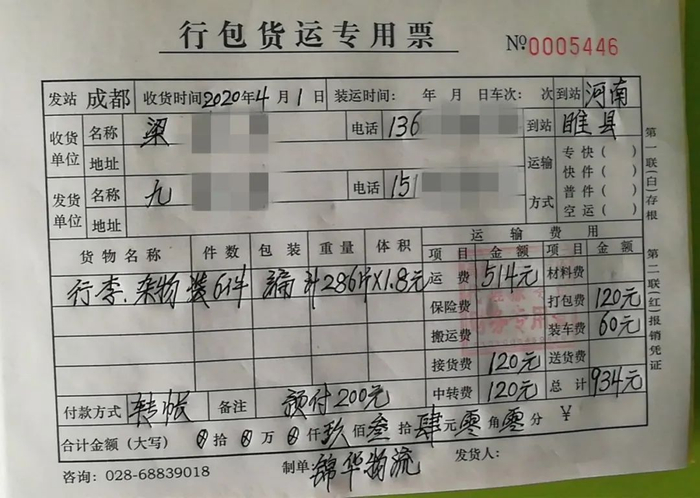 行包货运专用票 № 0005446
发站 成都 收货时间 2020年4月1日 装运时间： 年 月 日 车次： 次 到站 河南
收货单位 名称 梁 电话 136 到站 睢县
地址 运输方式 专快（ ）
快件（ ）
发货单位 名称 九 电话 151 普件（ ）
地址 空运（ ）
货物名称 件数 包装 重量 体积 运输费用
项目 金额 项目 金额
行李.杂物 装6件 计286斤×1.8元 运费 514元 材料费
保险费 打包费 120元
搬运费 装车费 60元
接货费 120元 送货费
付款方式 转帐 备注 预付200元 中转费 120元 总计 934元
合计金额（大写） 拾 万 仟 玖佰叁拾肆元零角零分 ¥
咨询：028-68839018 制单： 锦华物流 发货人：
第一联（白）存根
第二联（红）报销凭证